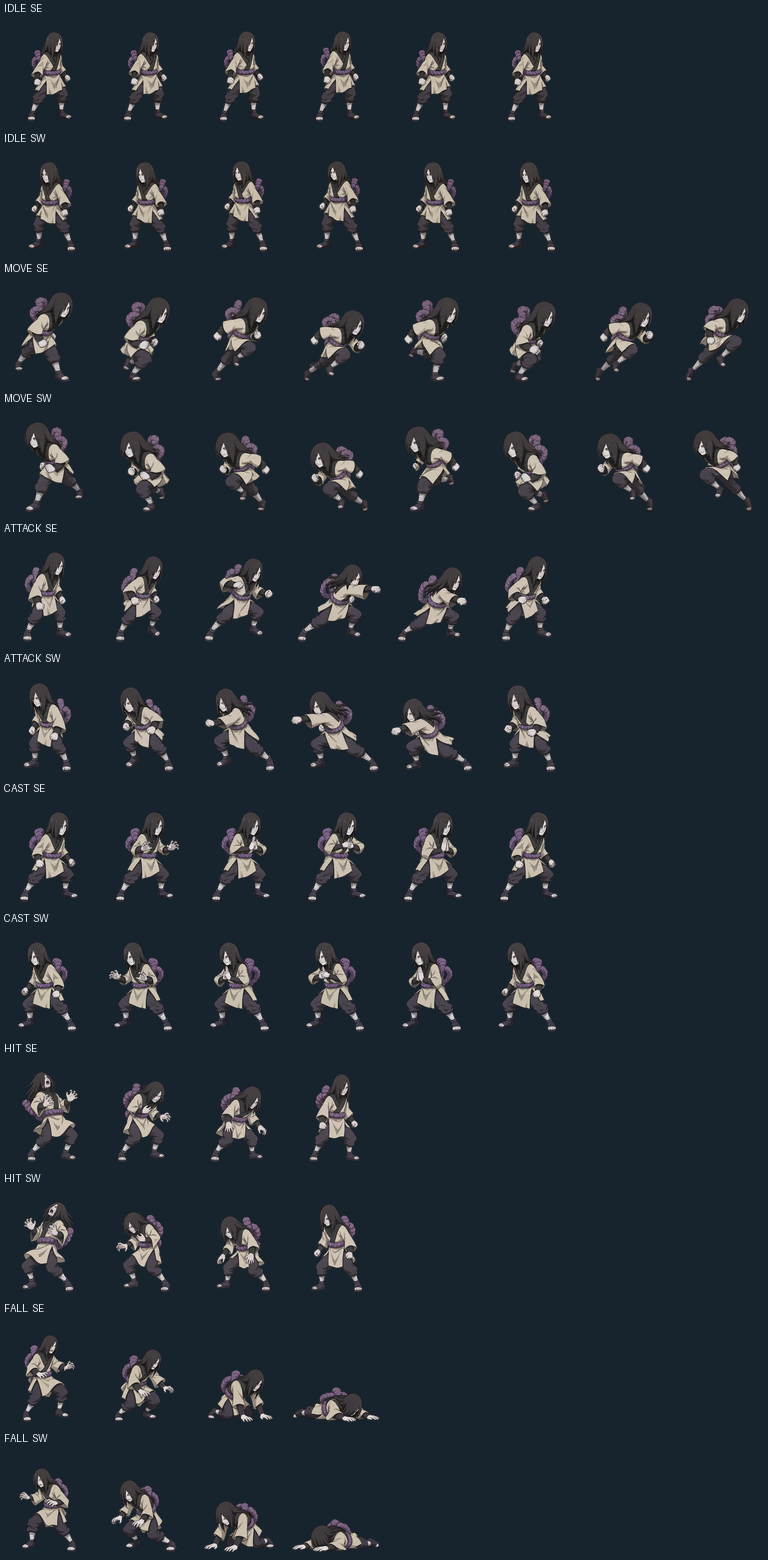 IDLE SE
IDLE SW
MOVE SE
MOVE SW
ATTACK SE
ATTACK SW
CAST SE
CAST SW
HIT SE
HIT SW
FALL SE
FALL SW